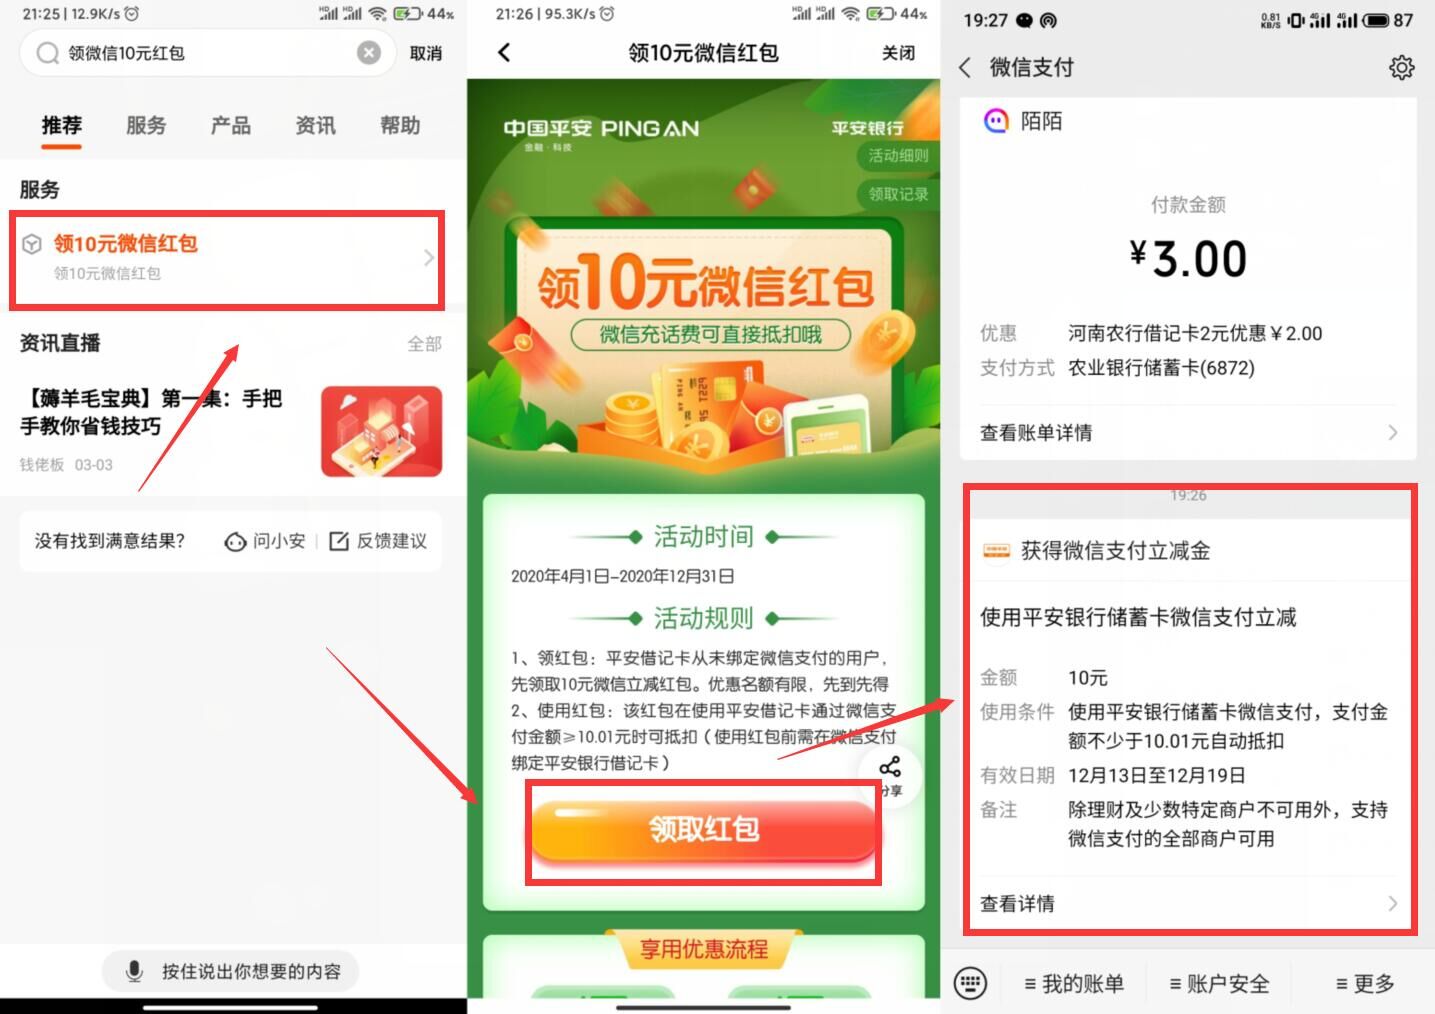 21:25 | 12.9K/s
44%
领微信10元红包
取消
推荐 服务 产品 资讯 帮助
服务
领10元微信红包
领10元微信红包
资讯直播
全部
【薅羊毛宝典】第一集：手把
手教你省钱技巧
钱佬板 03-03
没有找到满意结果？
问小安
反馈建议
按住说出你想要的内容
21:26 | 95.3K/s
44%
领10元微信红包
关闭
中国平安 PING AN
金融·科技
平安银行
活动细则
领取记录
领10元微信红包
微信充话费可直接抵扣哦
活动时间
2020年4月1日-2020年12月31日
活动规则
1、领红包：平安借记卡从未绑定微信支付的用户，
先领取10元微信立减红包。优惠名额有限，先到先得
2、使用红包：该红包在使用平安借记卡通过微信支
付金额≥10.01元时可抵扣（使用红包前需在微信支付
绑定平安银行借记卡）
分享
领取红包
享用优惠流程
19:27
0.81
KB/S
87
微信支付
陌陌
付款金额
¥3.00
优惠 河南农行借记卡2元优惠￥2.00
支付方式 农业银行储蓄卡(6872)
查看账单详情
19:26
获得微信支付立减金
使用平安银行储蓄卡微信支付立减
金额 10元
使用条件 使用平安银行储蓄卡微信支付，支付金
额不少于10.01元自动抵扣
有效日期 12月13日至12月19日
备注 除理财及少数特定商户不可用外，支持
微信支付的全部商户可用
查看详情
我的账单
账户安全
更多